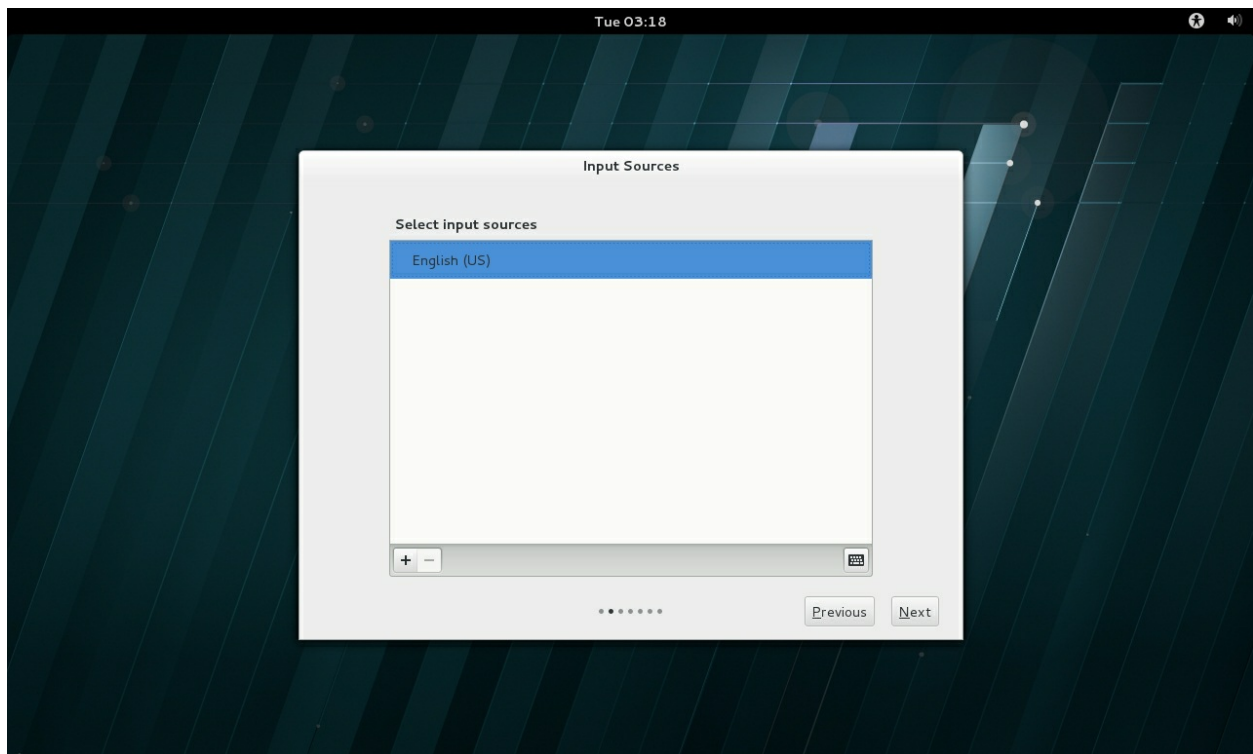 Tue 03:18
Input Sources
Select input sources
English (US)
+ −
Previous Next